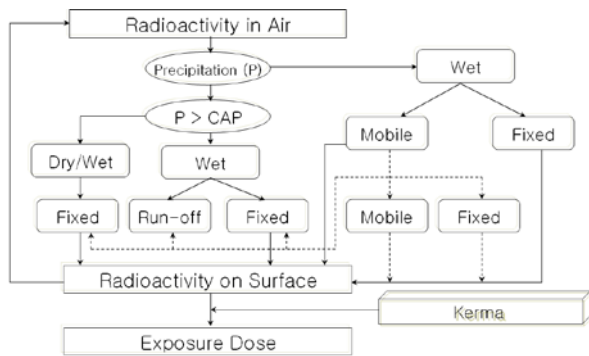 Radioactivity in Air
Precipitation (P)
Wet
P > CAP
Mobile
Fixed
Dry/Wet
Wet
Fixed
Run-off
Fixed
Mobile
Fixed
Radioactivity on Surface
Kerma
Exposure Dose